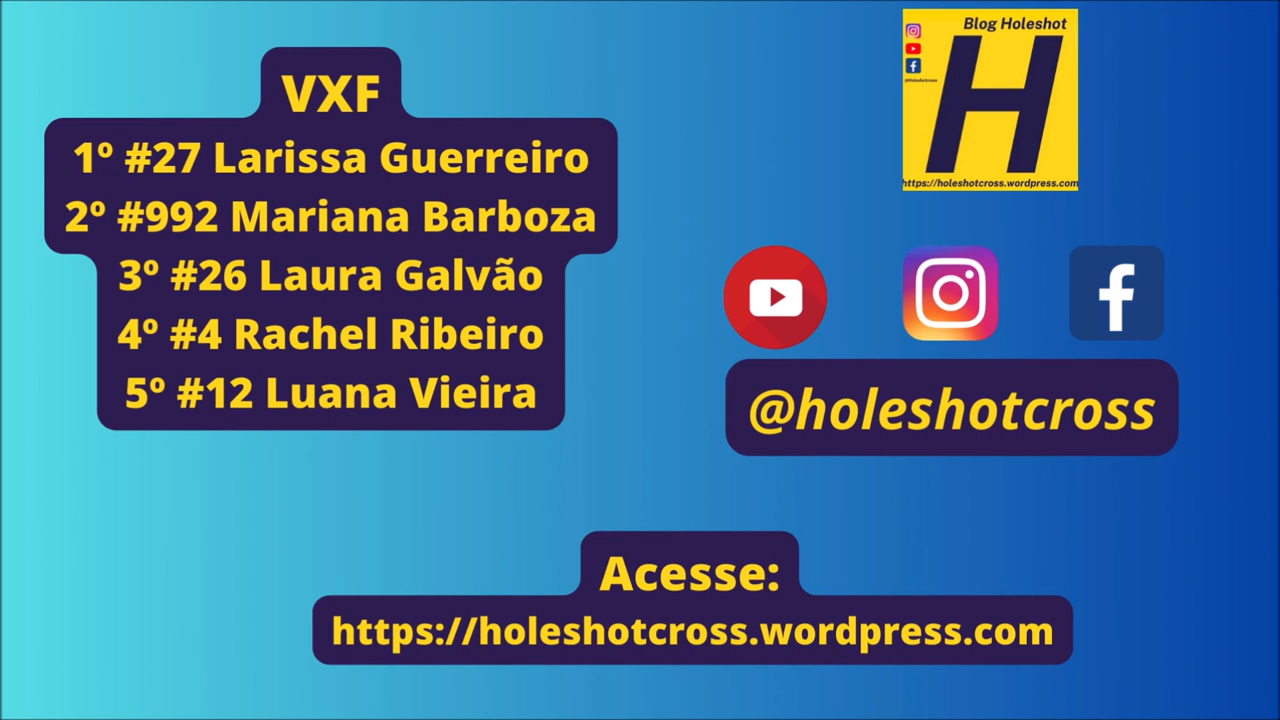 VXF
1º #27 Larissa Guerreiro
2º #992 Mariana Barboza
3º #26 Laura Galvão
4º #4 Rachel Ribeiro
5º #12 Luana Vieira
Blog Holeshot
H
@holeshotcross
https://holeshotcross.wordpress.com
@holeshotcross
Acesse:
https://holeshotcross.wordpress.com